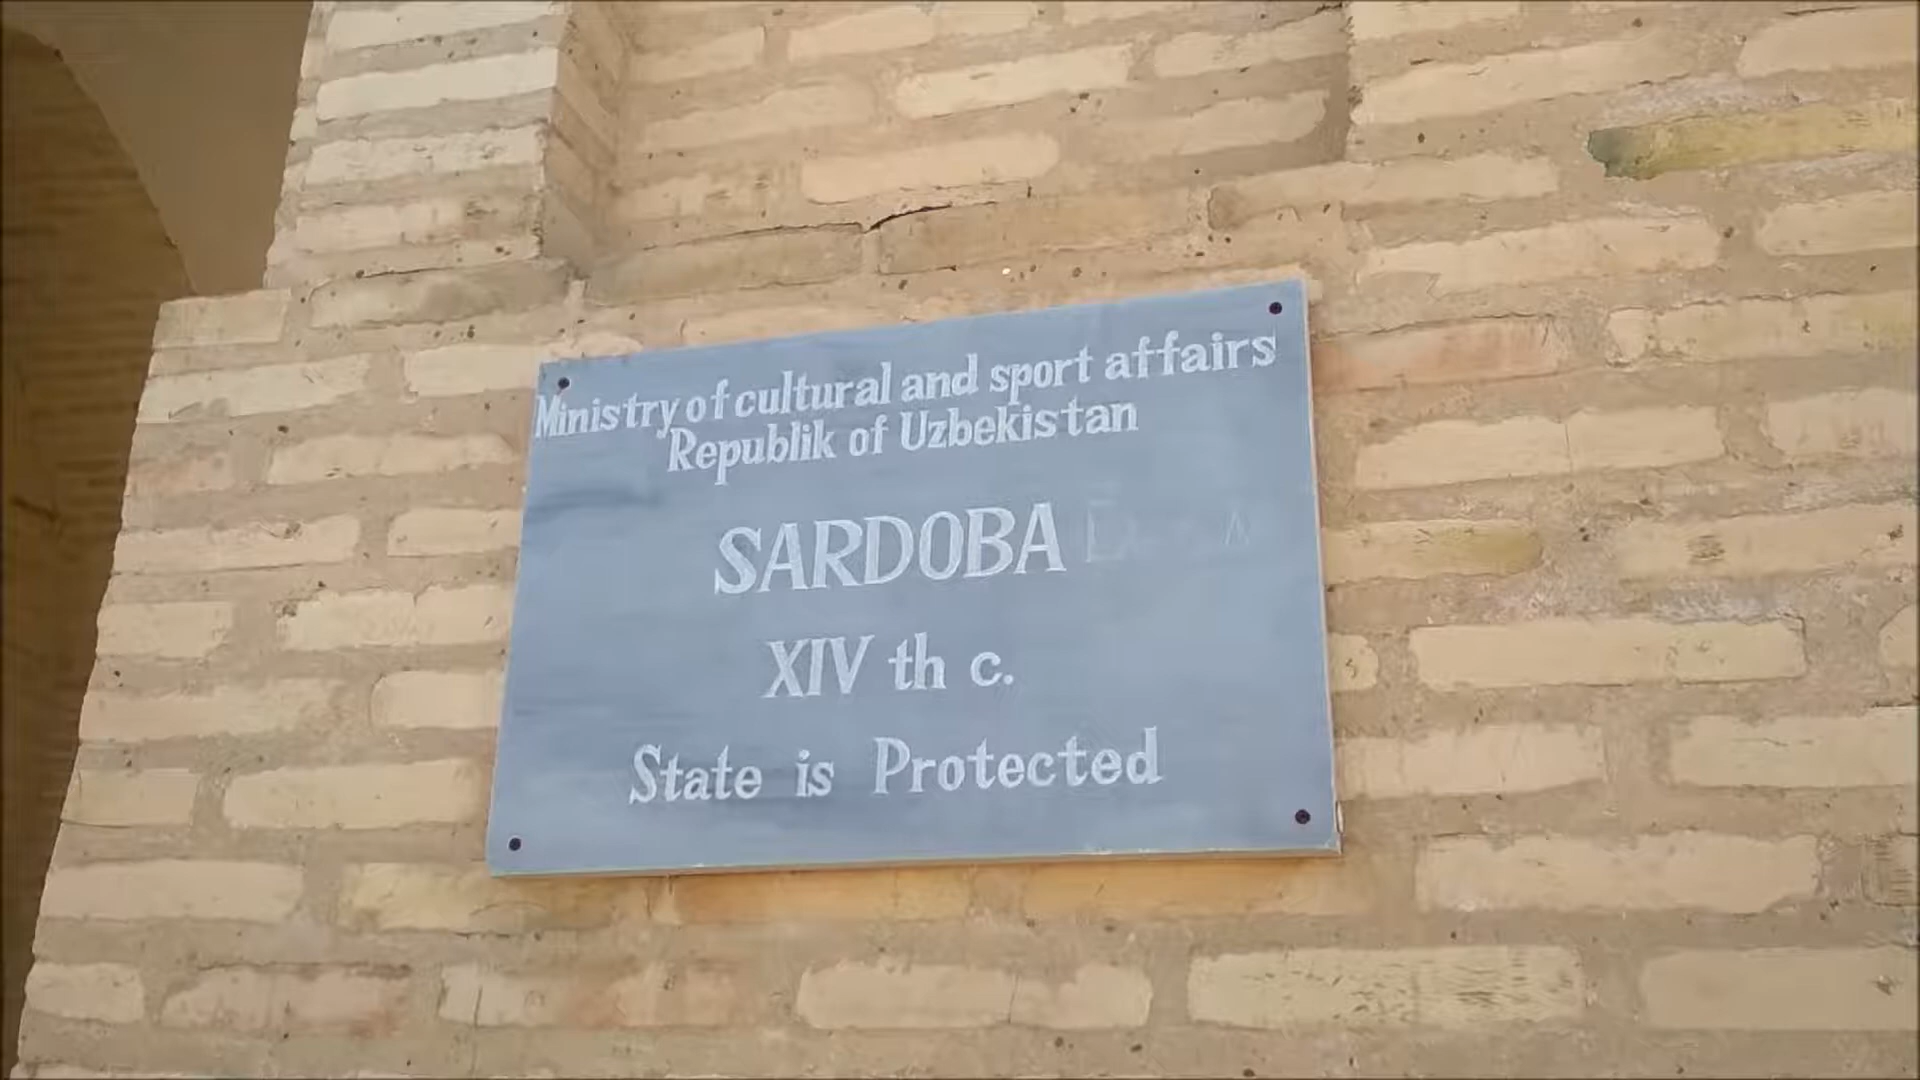 Ministry of cultural and sport affairs
Republik of Uzbekistan
SARDOBA
XIV th c.
State is Protected